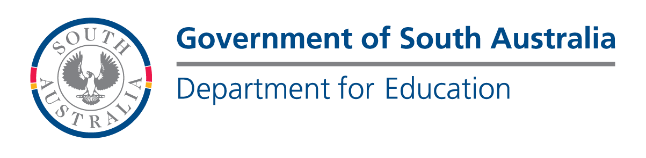 SOUTH AUSTRALIA
Government of South Australia
Department for Education